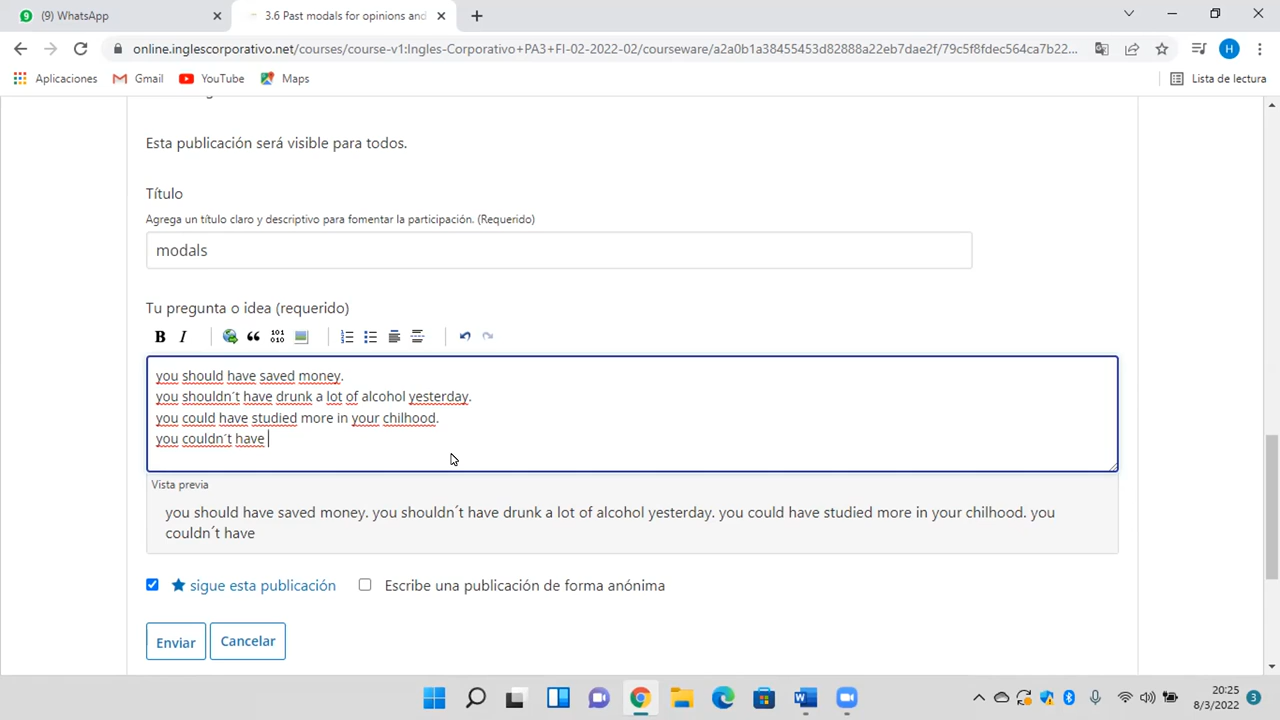 (9) WhatsApp
3.6 Past modals for opinions and
online.inglescorporativo.net/courses/course-v1:Ingles-Corporativo+PA3+FI-02-2022-02/courseware/a2a0b1a38455453d82888a22eb7dae2f/79c5f8fdec564ca7b22...
H
Aplicaciones
Gmail
YouTube
Maps
Lista de lectura
Esta publicación será visible para todos.
Título
Agrega un título claro y descriptivo para fomentar la participación. (Requerido)
modals
Tu pregunta o idea (requerido)
B I
101
010
you should have saved money.
you shouldn´t have drunk a lot of alcohol yesterday.
you could have studied more in your chilhood.
you couldn´t have
Vista previa
you should have saved money. you shouldn´t have drunk a lot of alcohol yesterday. you could have studied more in your chilhood. you
couldn´t have
sigue esta publicación
Escribe una publicación de forma anónima
Enviar
Cancelar
20:25
8/3/2022
3